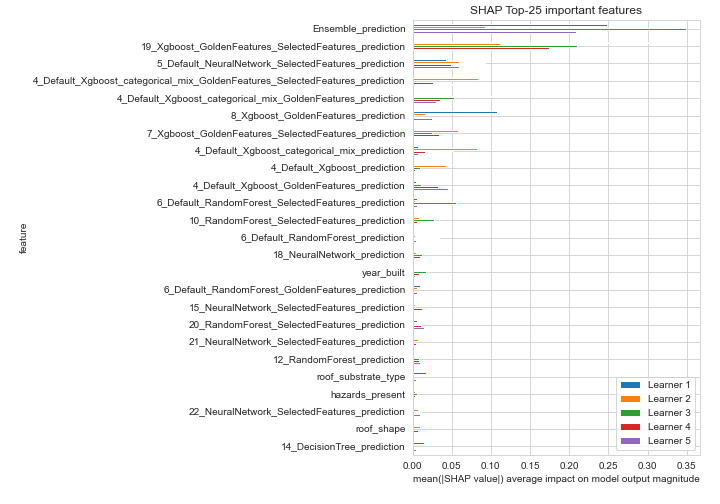 SHAP Top-25 important features
Ensemble_prediction
19_Xgboost_GoldenFeatures_SelectedFeatures_prediction
5_Default_NeuralNetwork_SelectedFeatures_prediction
4_Default_Xgboost_categorical_mix_GoldenFeatures_SelectedFeatures_prediction
4_Default_Xgboost_categorical_mix_GoldenFeatures_prediction
8_Xgboost_GoldenFeatures_prediction
7_Xgboost_GoldenFeatures_SelectedFeatures_prediction
4_Default_Xgboost_categorical_mix_prediction
4_Default_Xgboost_prediction
4_Default_Xgboost_GoldenFeatures_prediction
6_Default_RandomForest_SelectedFeatures_prediction
10_RandomForest_SelectedFeatures_prediction
6_Default_RandomForest_prediction
18_NeuralNetwork_prediction
year_built
6_Default_RandomForest_GoldenFeatures_prediction
15_NeuralNetwork_SelectedFeatures_prediction
20_RandomForest_SelectedFeatures_prediction
21_NeuralNetwork_SelectedFeatures_prediction
12_RandomForest_prediction
roof_substrate_type
hazards_present
22_NeuralNetwork_SelectedFeatures_prediction
roof_shape
14_DecisionTree_prediction
feature
Learner 1
Learner 2
Learner 3
Learner 4
Learner 5
0.00 0.05 0.10 0.15 0.20 0.25 0.30 0.35
mean(|SHAP value|) average impact on model output magnitude